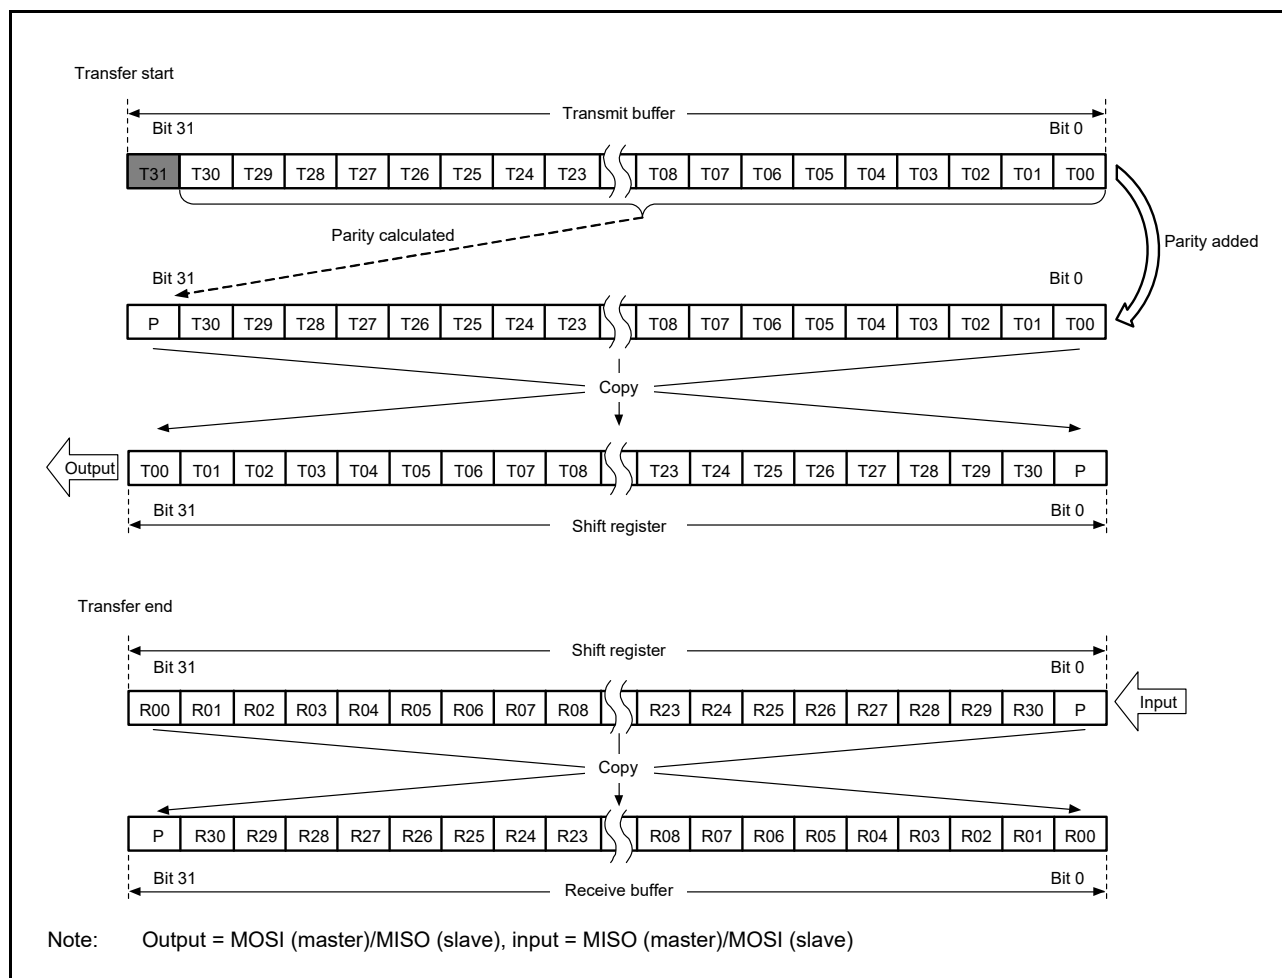 Transfer start
Transmit buffer
Bit 31 Bit 0
T31 T30 T29 T28 T27 T26 T25 T24 T23 T08 T07 T06 T05 T04 T03 T02 T01 T00
Parity calculated
Parity added
Bit 31 Bit 0
P T30 T29 T28 T27 T26 T25 T24 T23 T08 T07 T06 T05 T04 T03 T02 T01 T00
Copy
Output T00 T01 T02 T03 T04 T05 T06 T07 T08 T23 T24 T25 T26 T27 T28 T29 T30 P
Bit 31 Bit 0
Shift register
Transfer end
Shift register
Bit 31 Bit 0
R00 R01 R02 R03 R04 R05 R06 R07 R08 R23 R24 R25 R26 R27 R28 R29 R30 P Input
Copy
P R30 R29 R28 R27 R26 R25 R24 R23 R08 R07 R06 R05 R04 R03 R02 R01 R00
Bit 31 Bit 0
Receive buffer
Note: Output = MOSI (master)/MISO (slave), input = MISO (master)/MOSI (slave)